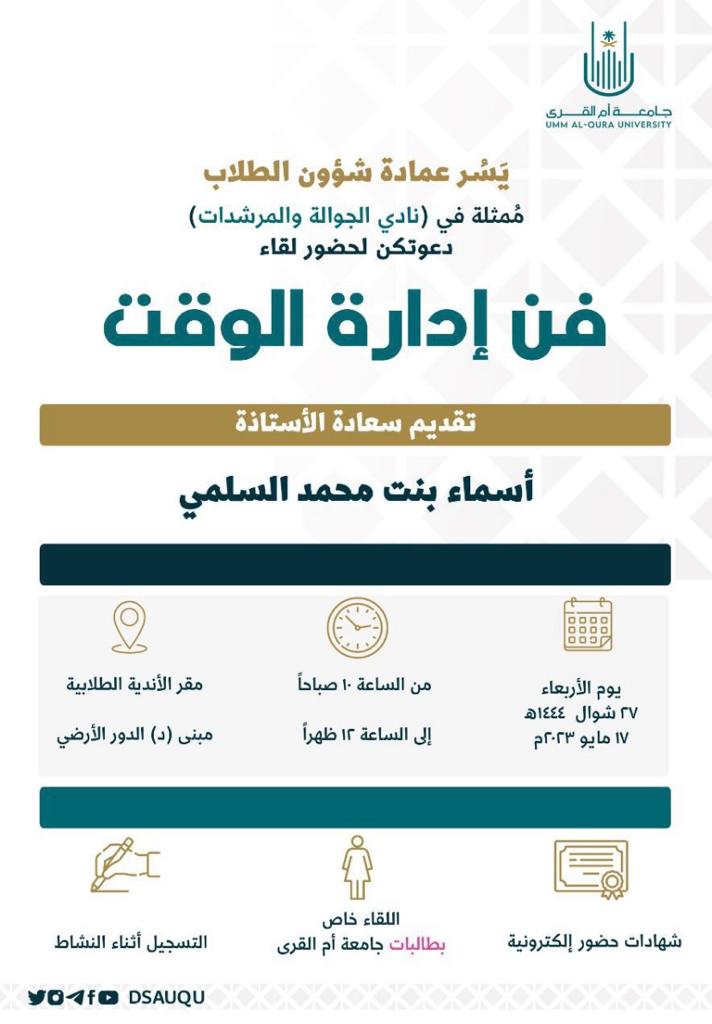 جامعة أم القرى
UMM AL-QURA UNIVERSITY
يَسُر عمادة شؤون الطلاب
مُمثلة في (نادي الجوالة والمرشدات)
دعوتكن لحضور لقاء
فن إدارة الوقت
تقديم سعادة الأستاذة
أسماء بنت محمد السلمي
يوم الأربعاء
٢٧ شوال ١٤٤٤هـ
١٧ مايو ٢٠٢٣م
من الساعة ١٠ صباحاً
إلى الساعة ١٢ ظهراً
مقر الأندية الطلابية
مبنى (د) الدور الأرضي
شهادات حضور إلكترونية
اللقاء خاص
بطالبات جامعة أم القرى
التسجيل أثناء النشاط
DSAUQU